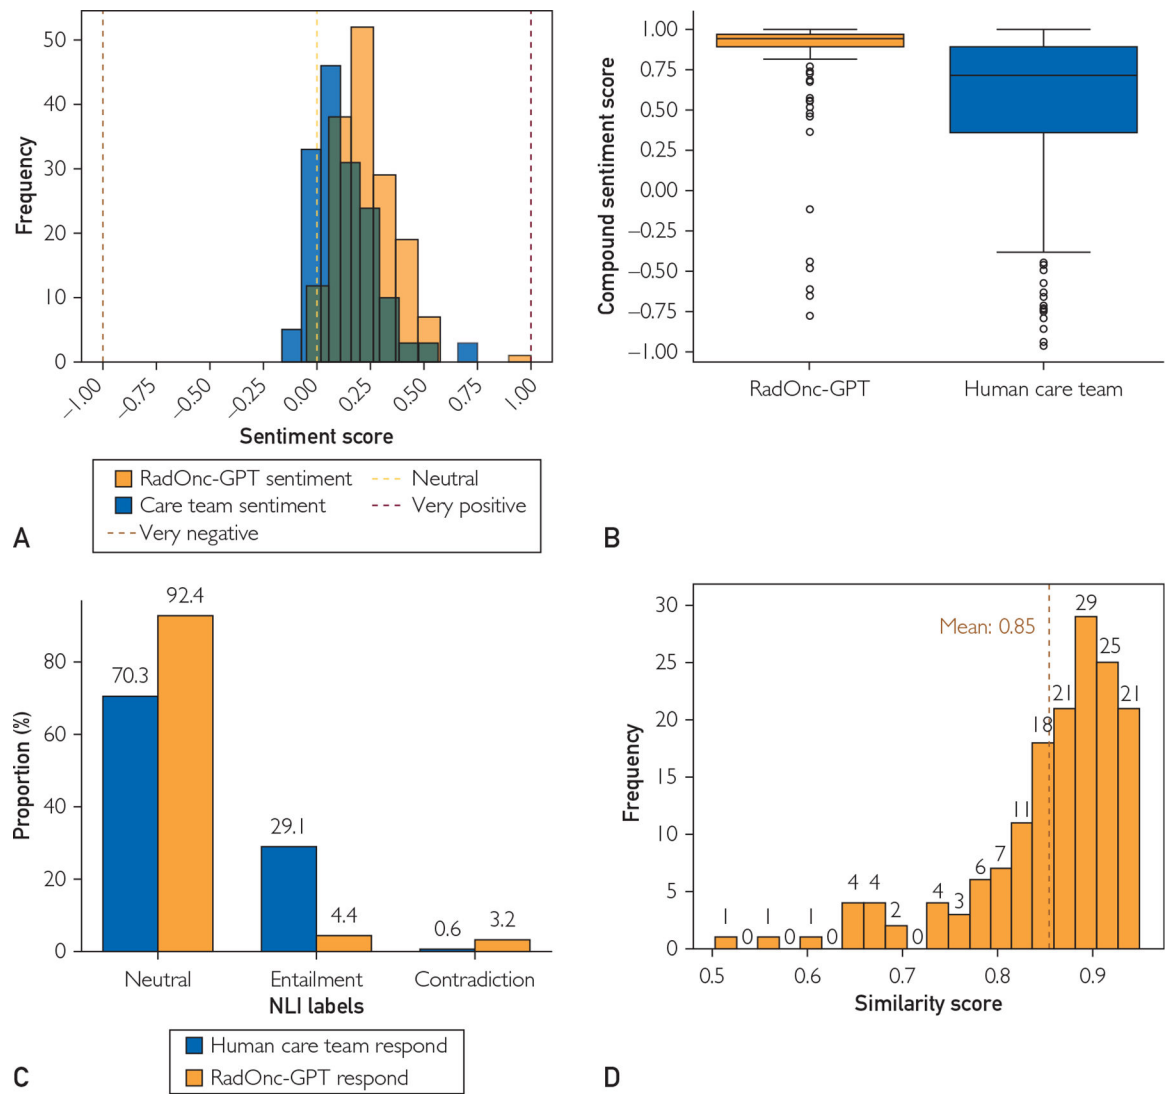 50
40
30
20
10
0
Frequency
−1.00
−0.75
−0.50
−0.25
0.00
0.25
0.50
0.75
1.00
Sentiment score
RadOnc-GPT sentiment
Neutral
Care team sentiment
Very positive
Very negative
A
1.00
0.75
0.50
0.25
0.00
−0.25
−0.50
−0.75
−1.00
Compound sentiment score
RadOnc-GPT
Human care team
B
80
60
40
20
0
Proportion (%)
70.3
92.4
29.1
4.4
0.6
3.2
Neutral
Entailment
Contradiction
NLI labels
Human care team respond
RadOnc-GPT respond
C
30
25
20
15
10
5
0
Frequency
Mean: 0.85
1
0
1
0
1
0
4
4
2
0
4
3
6
7
11
18
21
29
25
21
0.5
0.6
0.7
0.8
0.9
Similarity score
D